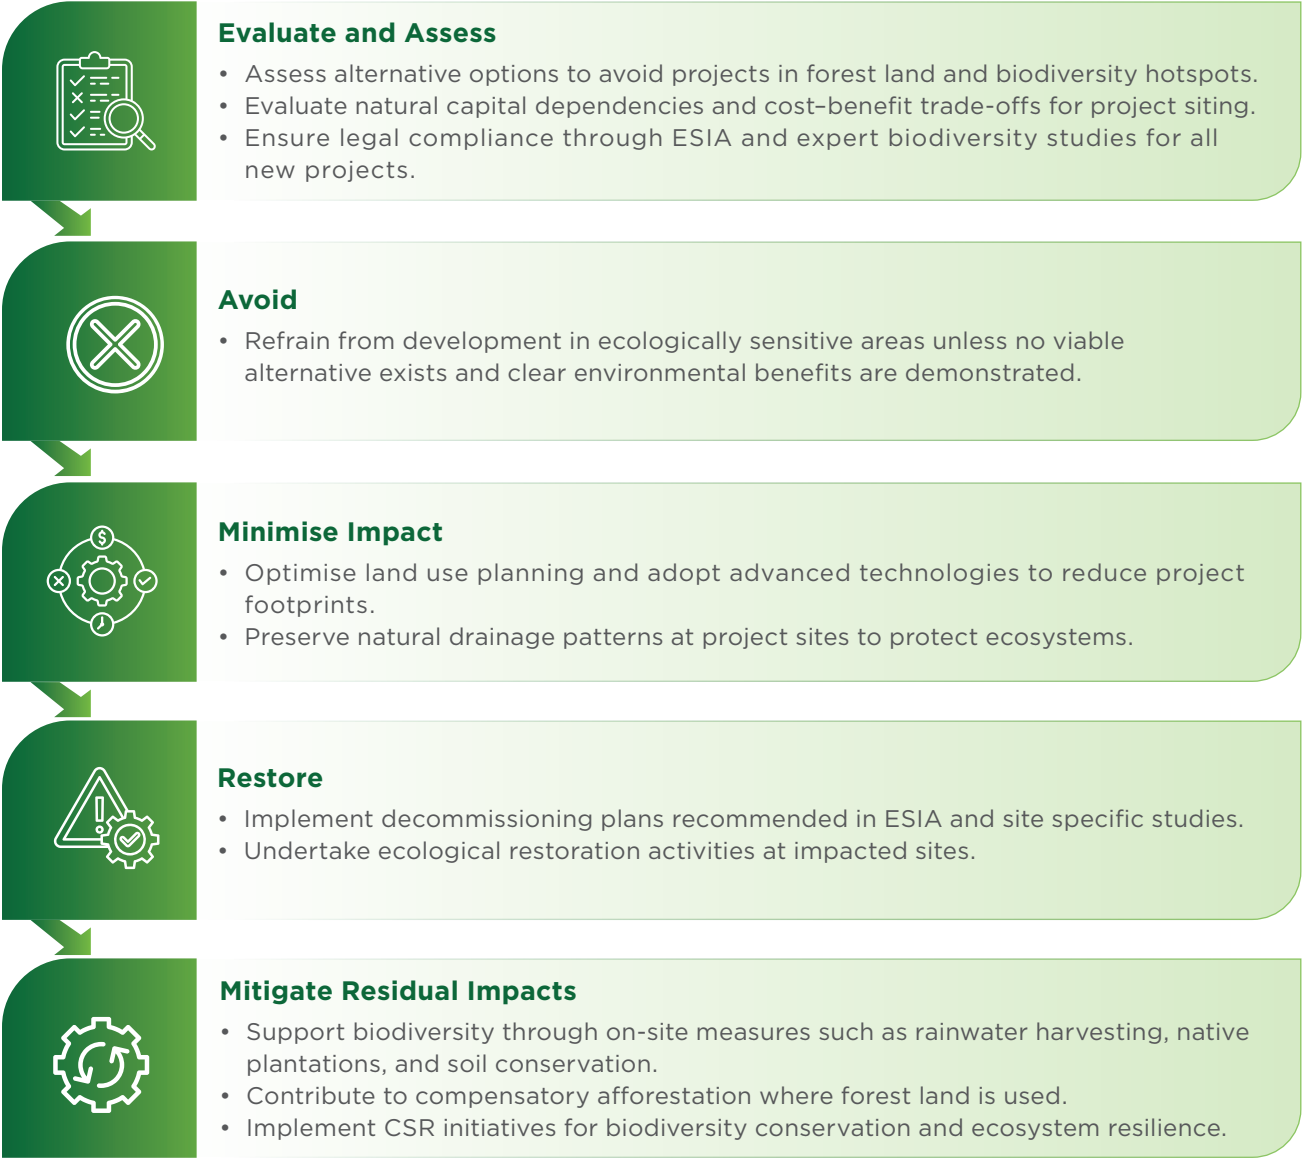 Evaluate and Assess
• Assess alternative options to avoid projects in forest land and biodiversity hotspots.
• Evaluate natural capital dependencies and cost–benefit trade-offs for project siting.
• Ensure legal compliance through ESIA and expert biodiversity studies for all
new projects.
Avoid
• Refrain from development in ecologically sensitive areas unless no viable
alternative exists and clear environmental benefits are demonstrated.
$
Minimise Impact
• Optimise land use planning and adopt advanced technologies to reduce project
footprints.
• Preserve natural drainage patterns at project sites to protect ecosystems.
Restore
• Implement decommissioning plans recommended in ESIA and site specific studies.
• Undertake ecological restoration activities at impacted sites.
Mitigate Residual Impacts
• Support biodiversity through on-site measures such as rainwater harvesting, native
plantations, and soil conservation.
• Contribute to compensatory afforestation where forest land is used.
• Implement CSR initiatives for biodiversity conservation and ecosystem resilience.